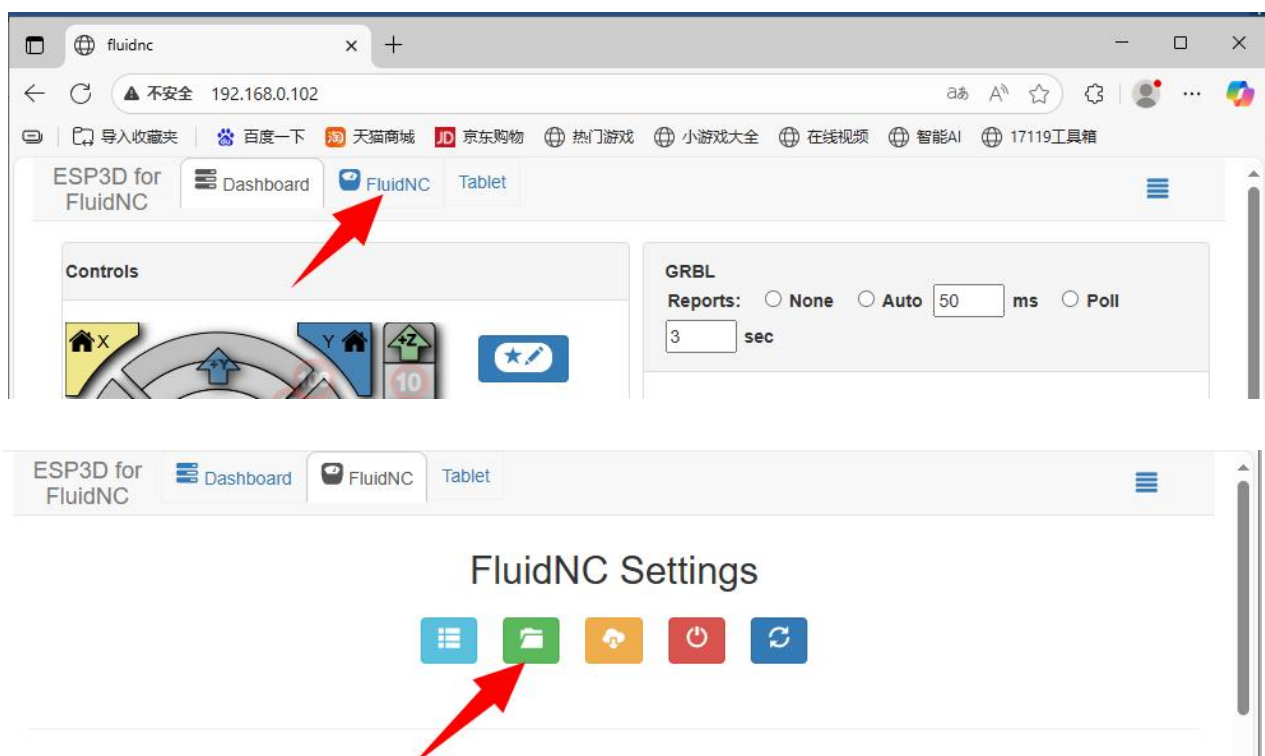 fluidnc
不安全 192.168.0.102
导入收藏夹 百度一下 天猫商城 京东购物 热门游戏 小游戏大全 在线视频 智能AI 17119工具箱
ESP3D for FluidNC Dashboard FluidNC Tablet
Controls
GRBL
Reports: None Auto 50 ms Poll
3 sec
X Y +Z
+Y
100 10
ESP3D for FluidNC Dashboard FluidNC Tablet
FluidNC Settings